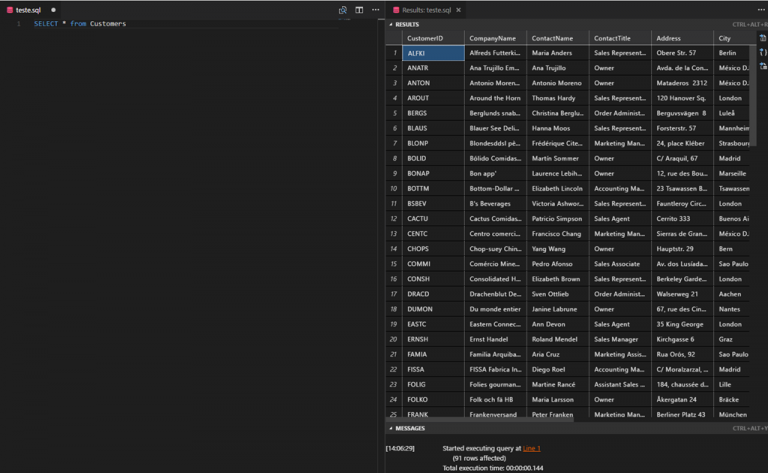 teste.sql
Results: teste.sql
1 SELECT * from Customers
RESULTS CTRL+ALT+R
CustomerID CompanyName ContactName ContactTitle Address City
1 ALFKI Alfreds Futterki... Maria Anders Sales Represent... Obere Str. 57 Berlin
2 ANATR Ana Trujillo Em... Ana Trujillo Owner Avda. de la Con... México D.
3 ANTON Antonio Moren... Antonio Moreno Owner Mataderos 2312 México D.
4 AROUT Around the Horn Thomas Hardy Sales Represent... 120 Hanover Sq. London
5 BERGS Berglunds snab... Christina Berglu... Order Administ... Berguvsvägen 8 Luleå
6 BLAUS Blauer See Deli... Hanna Moos Sales Represent... Forsterstr. 57 Mannheim
7 BLONP Blondesddsl pé... Frédérique Cite... Marketing Man... 24, place Kléber Strasbourg
8 BOLID Bólido Comidas... Martín Sommer Owner C/ Araquil, 67 Madrid
9 BONAP Bon app' Laurence Lebih... Owner 12, rue des Bou... Marseille
10 BOTTM Bottom-Dollar ... Elizabeth Lincoln Accounting Ma... 23 Tsawassen B... Tsawassen
11 BSBEV B's Beverages Victoria Ashwor... Sales Represent... Fauntleroy Circ... London
12 CACTU Cactus Comidas... Patricio Simpson Sales Agent Cerrito 333 Buenos Ai
13 CENTC Centro comerci... Francisco Chang Marketing Man... Sierras de Gran... México D.
14 CHOPS Chop-suey Chin... Yang Wang Owner Hauptstr. 29 Bern
15 COMMI Comércio Mine... Pedro Afonso Sales Associate Av. dos Lusíada... Sao Paulo
16 CONSH Consolidated H... Elizabeth Brown Sales Represent... Berkeley Garde... London
17 DRACD Drachenblut De... Sven Ottlieb Order Administ... Walserweg 21 Aachen
18 DUMON Du monde entier Janine Labrune Owner 67, rue des Cin... Nantes
19 EASTC Eastern Connec... Ann Devon Sales Agent 35 King George London
20 ERNSH Ernst Handel Roland Mendel Sales Manager Kirchgasse 6 Graz
21 FAMIA Familia Arquiba... Aria Cruz Marketing Assis... Rua Orós, 92 Sao Paulo
22 FISSA FISSA Fabrica In... Diego Roel Accounting Ma... C/ Moralzarzal, ... Madrid
23 FOLIG Folies gourman... Martine Rancé Assistant Sales ... 184, chaussée d... Lille
24 FOLKO Folk och fä HB Maria Larsson Owner Åkergatan 24 Bräcke
25 FRANK Frankenversand Peter Franken Marketing Man... Berliner Platz 43 München
MESSAGES CTRL+ALT+Y
[14:06:29] Started executing query at Line 1
(91 rows affected)
Total execution time: 00:00:00.144